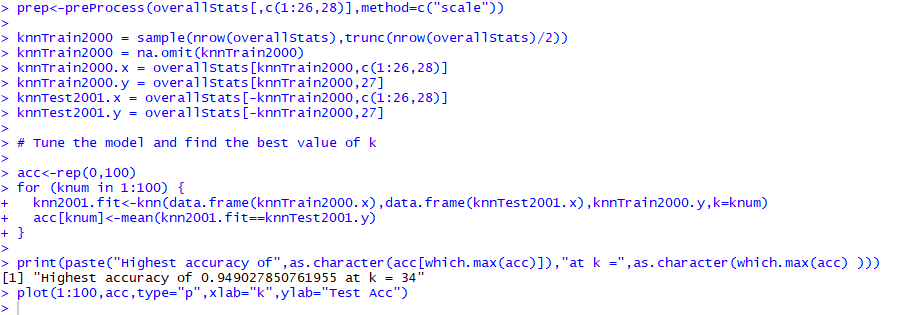 > prep<-preProcess(overallStats[,c(1:26,28)],method=c("scale"))
>
> knnTrain2000 = sample(nrow(overallStats),trunc(nrow(overallStats)/2))
> knnTrain2000 = na.omit(knnTrain2000)
> knnTrain2000.x = overallStats[knnTrain2000,c(1:26,28)]
> knnTrain2000.y = overallStats[knnTrain2000,27]
> knnTest2001.x = overallStats[-knnTrain2000,c(1:26,28)]
> knnTest2001.y = overallStats[-knnTrain2000,27]
>
> # Tune the model and find the best value of k
>
> acc<-rep(0,100)
> for (knum in 1:100) {
+   knn2001.fit<-knn(data.frame(knnTrain2000.x),data.frame(knnTest2001.x),knnTrain2000.y,k=knum)
+   acc[knum]<-mean(knn2001.fit==knnTest2001.y)
+ }
>
> print(paste("Highest accuracy of",as.character(acc[which.max(acc)]),"at k =",as.character(which.max(acc) )))
[1] "Highest accuracy of 0.949027850761955 at k = 34"
> plot(1:100,acc,type="p",xlab="k",ylab="Test Acc")
>